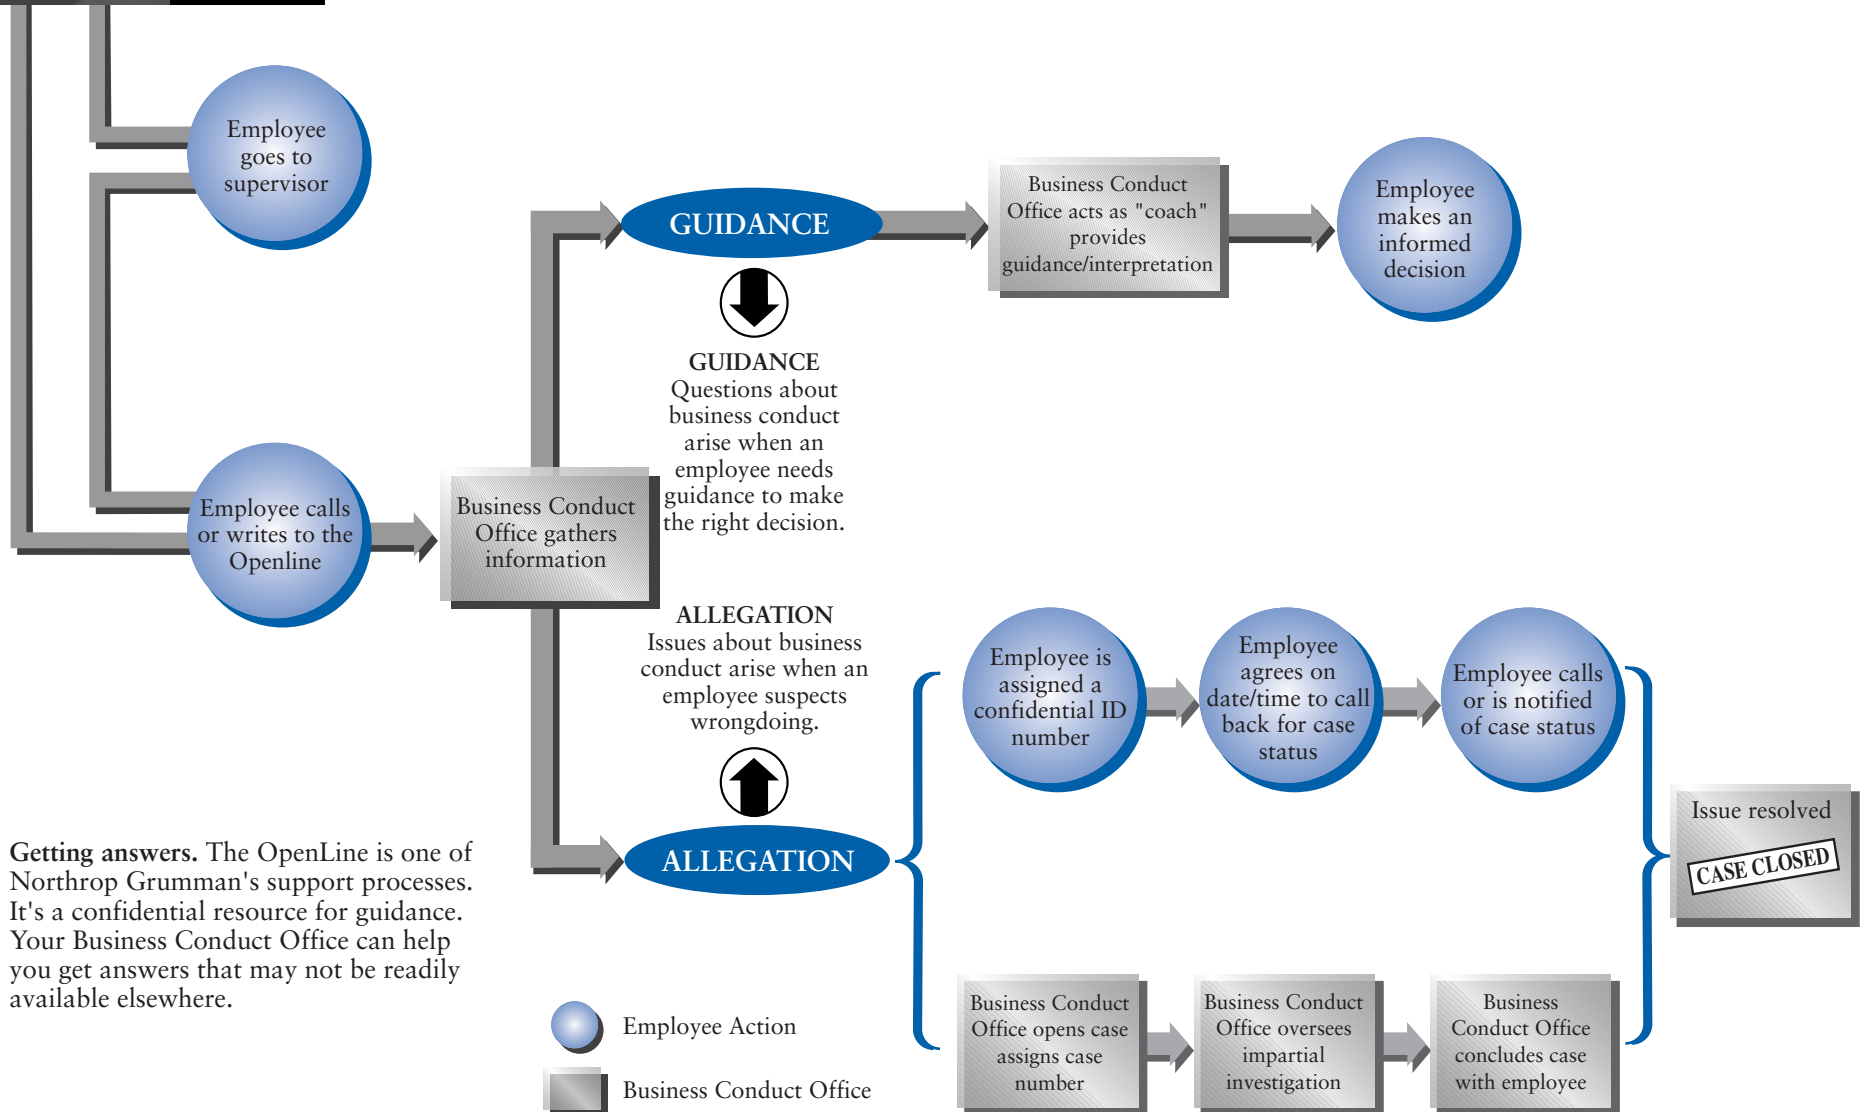 Employee
goes to
supervisor
GUIDANCE
Business Conduct
Office acts as "coach"
provides
guidance/interpretation
Employee
makes an
informed
decision
GUIDANCE
Questions about
business conduct
arise when an
employee needs
guidance to make
the right decision.
Employee calls
or writes to the
Openline
Business Conduct
Office gathers
information
ALLEGATION
Issues about business
conduct arise when an
employee suspects
wrongdoing.
ALLEGATION
Employee is
assigned a
confidential ID
number
Employee
agrees on
date/time to call
back for case
status
Employee calls
or is notified
of case status
Issue resolved
CASE CLOSED
Getting answers. The OpenLine is one of
Northrop Grumman's support processes.
It's a confidential resource for guidance.
Your Business Conduct Office can help
you get answers that may not be readily
available elsewhere.
Business Conduct
Office opens case
assigns case
number
Business Conduct
Office oversees
impartial
investigation
Business
Conduct Office
concludes case
with employee
Employee Action
Business Conduct Office